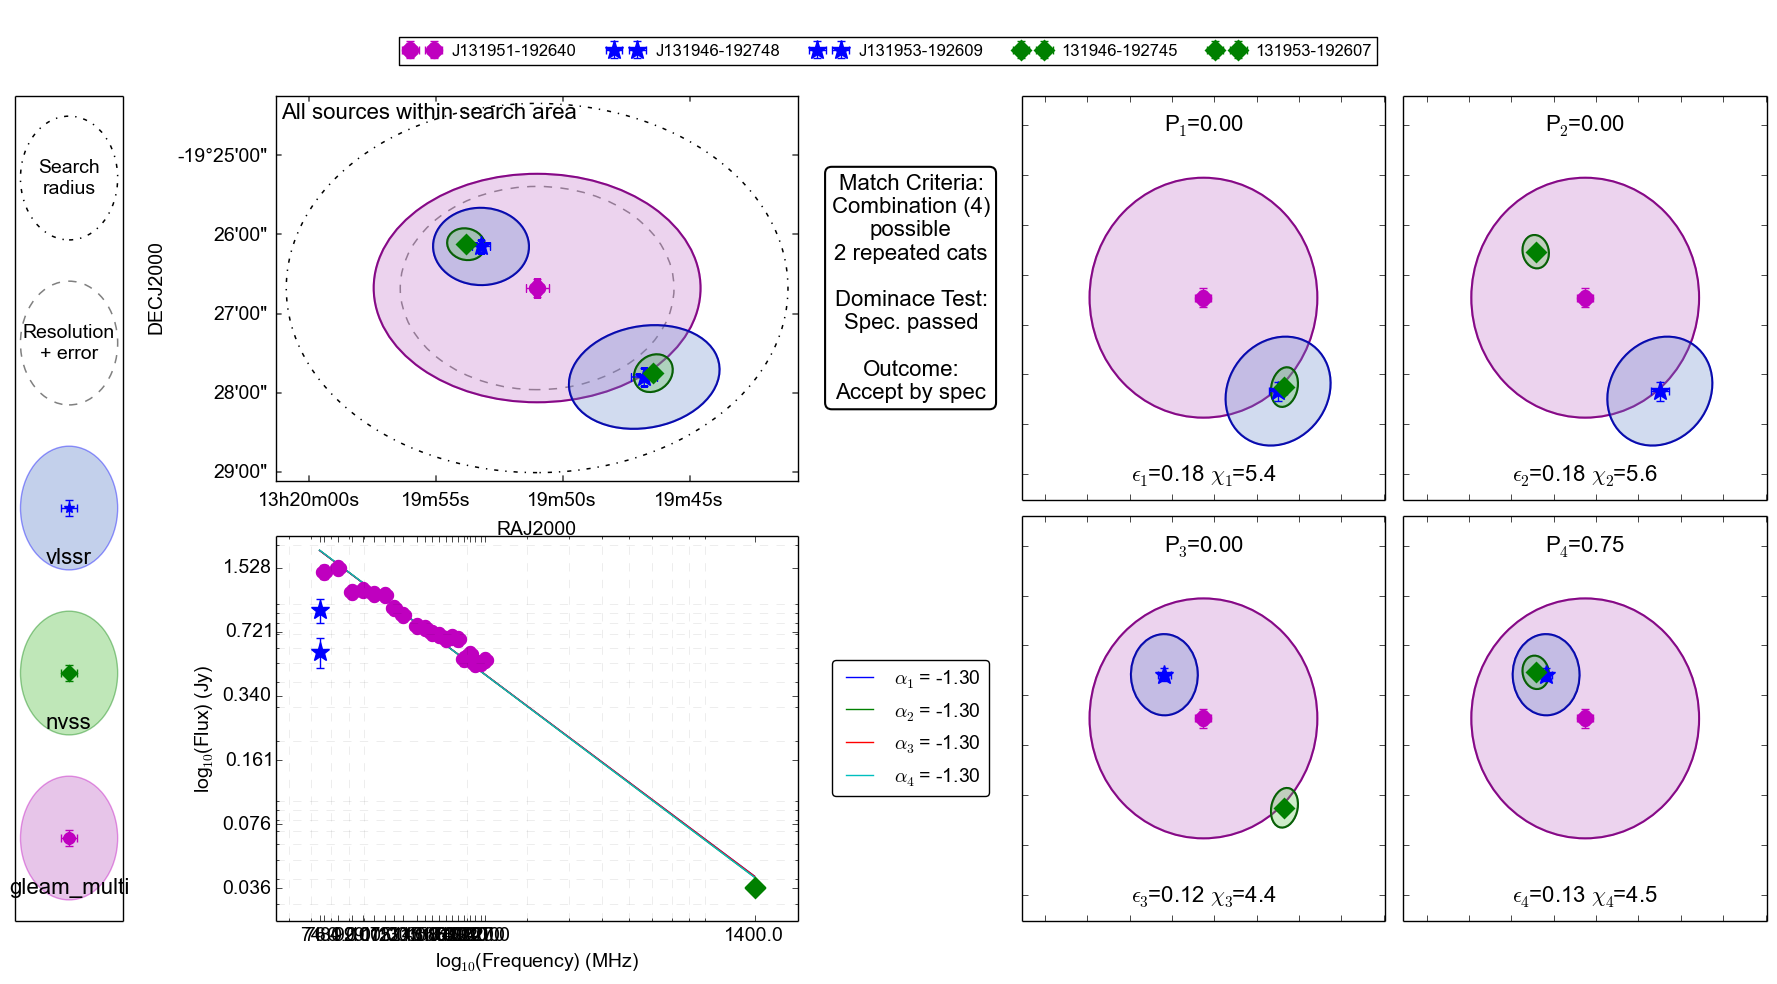 J131951-192640
J131946-192748
J131953-192609
131946-192745
131953-192607
Search
radius
Resolution
+ error
vlssr
nvss
gleam_multi
All sources within search area
DECJ2000
-19°25'00"
26'00"
27'00"
28'00"
29'00"
13h20m00s
19m55s
19m50s
19m45s
RAJ2000
log10(Flux) (Jy)
1.528
0.721
0.340
0.161
0.076
0.036
1400.0
log10(Frequency) (MHz)
Match Criteria:
Combination (4)
possible
2 repeated cats
Dominace Test:
Spec. passed
Outcome:
Accept by spec
α1 = -1.30
α2 = -1.30
α3 = -1.30
α4 = -1.30
P1=0.00
ϵ1=0.18 χ1=5.4
P2=0.00
ϵ2=0.18 χ2=5.6
P3=0.00
ϵ3=0.12 χ3=4.4
P4=0.75
ϵ4=0.13 χ4=4.5